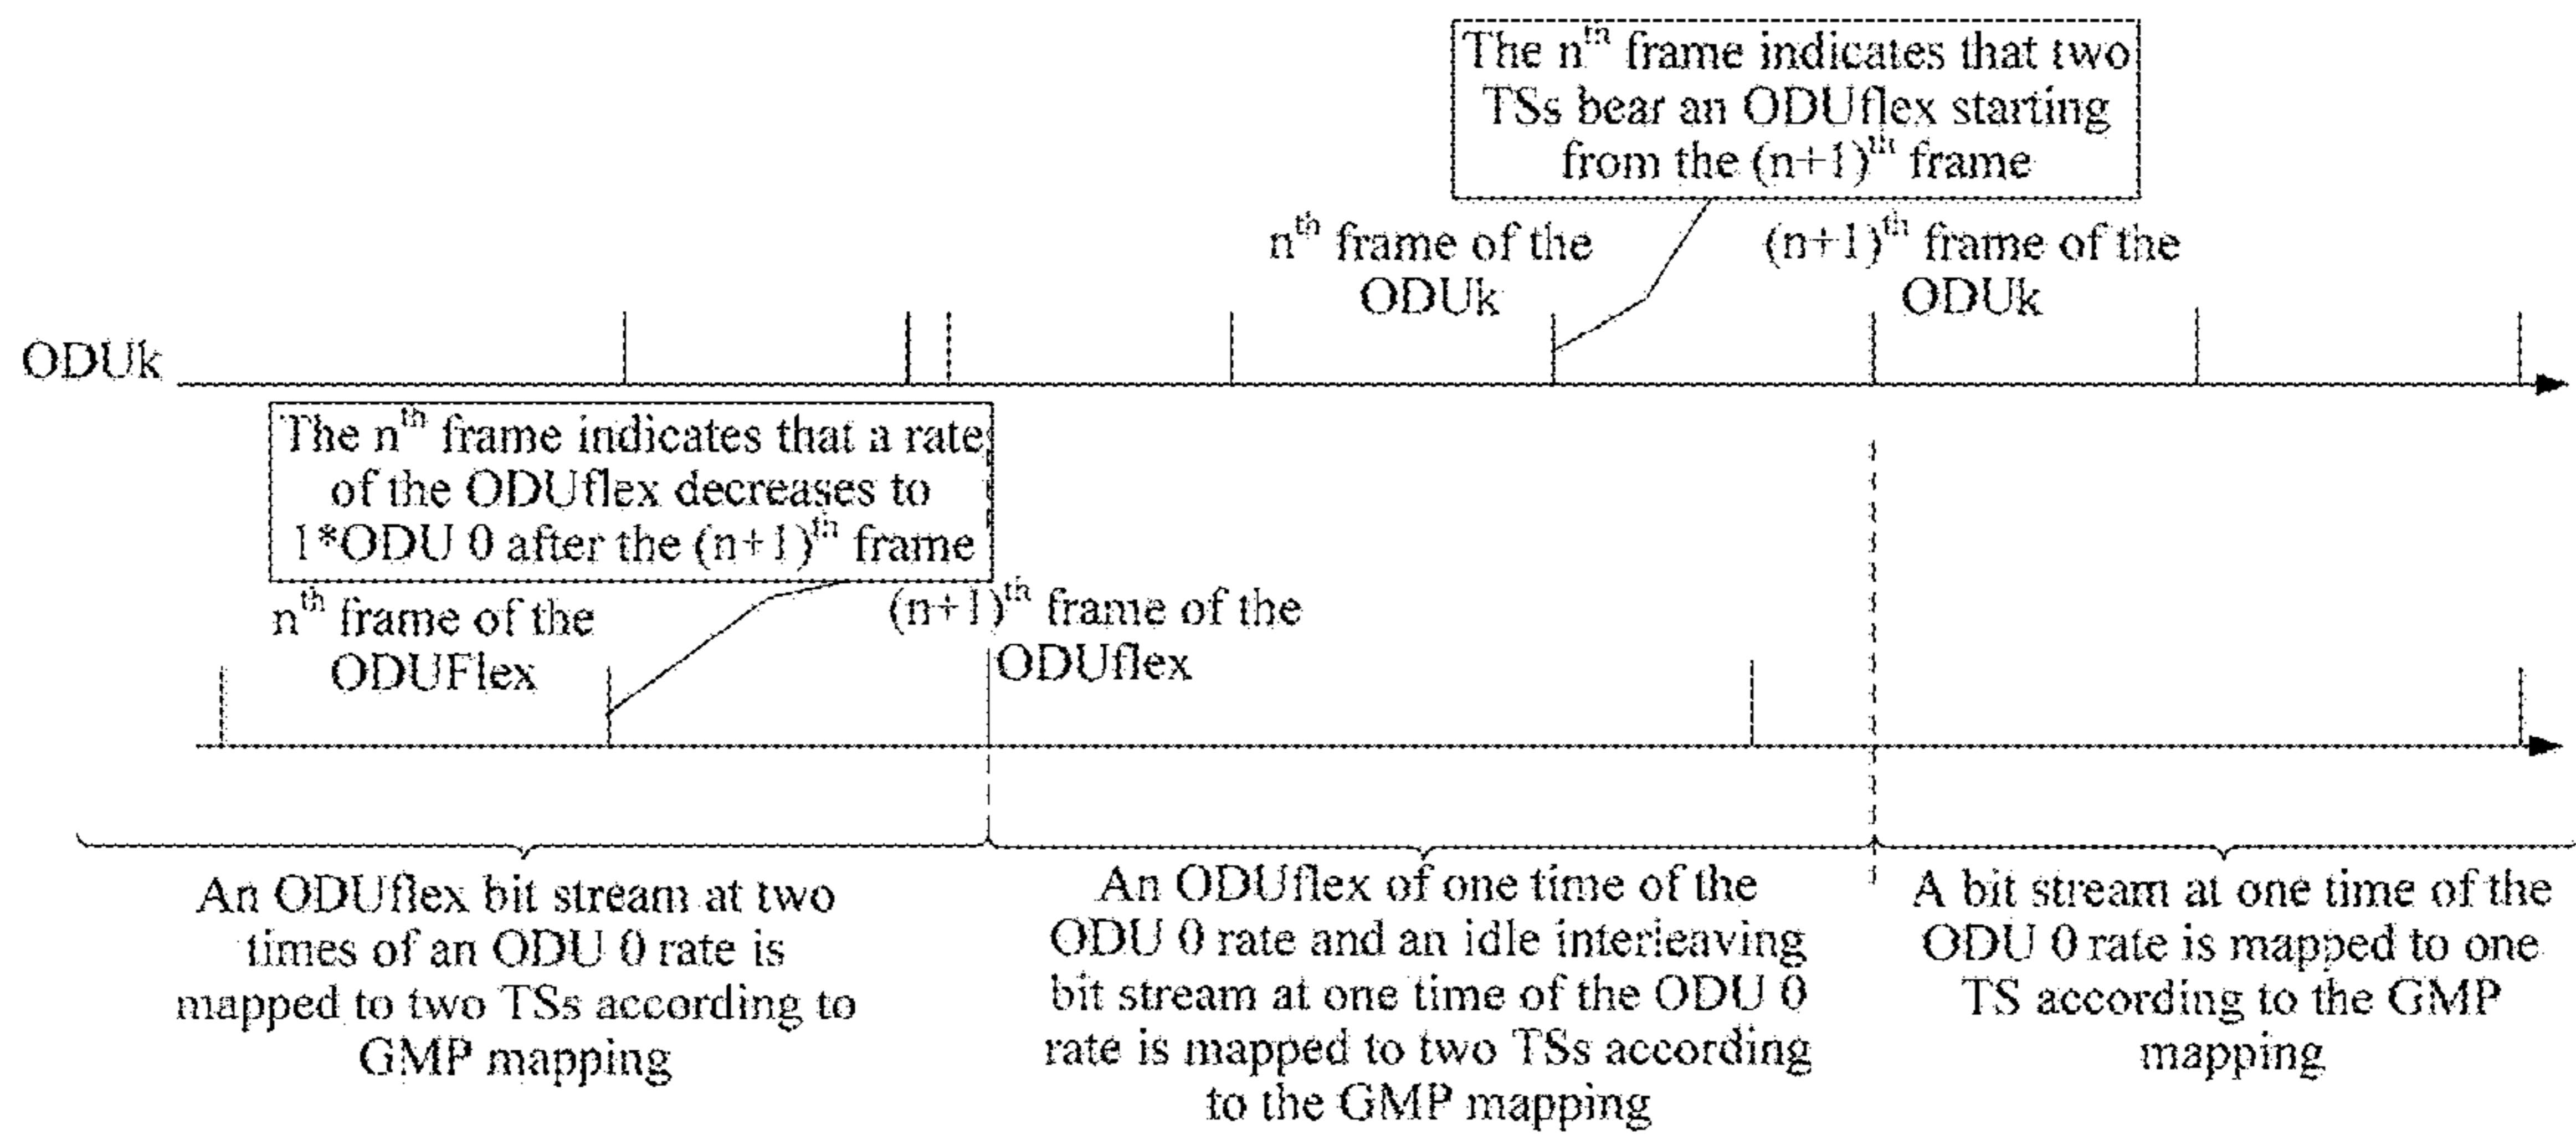 The nth frame indicates that two
TSs bear an ODUflex starting
from the (n+1)th frame
nth frame of the
ODUk
(n+1)th frame of the
ODUk
ODUk
The nth frame indicates that a rate
of the ODUflex decreases to
1*ODU 0 after the (n+1)th frame
nth frame of the
ODUFlex
(n+1)th frame of the
ODUflex
An ODUflex bit stream at two
times of an ODU 0 rate is
mapped to two TSs according to
GMP mapping
An ODUflex of one time of the
ODU 0 rate and an idle interleaving
bit stream at one time of the ODU 0
rate is mapped to two TSs according
to the GMP mapping
A bit stream at one time of the
ODU 0 rate is mapped to one
TS according to the GMP
mapping